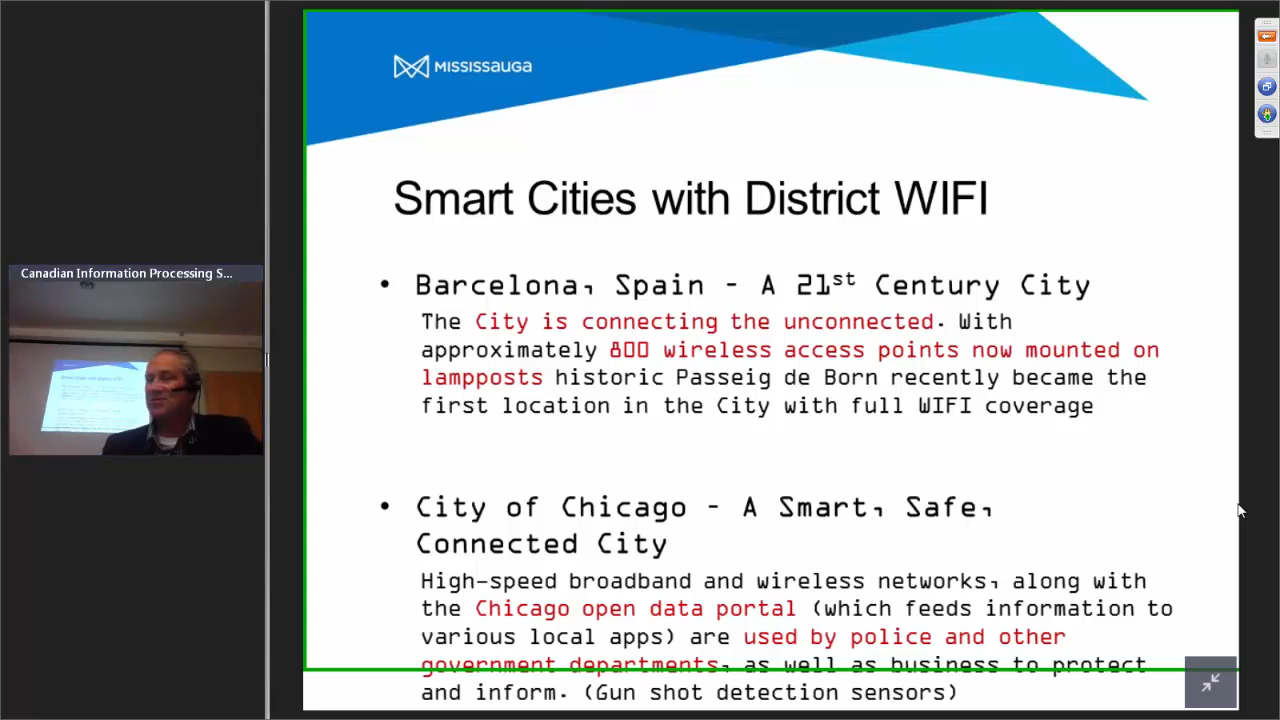 MISSISSAUGA
Smart Cities with District WIFI
Canadian Information Processing S...
• Barcelona, Spain - A 21st Century City
The City is connecting the unconnected. With
approximately 800 wireless access points now mounted on
lampposts historic Passeig de Born recently became the
first location in the City with full WIFI coverage
• City of Chicago - A Smart, Safe,
Connected City
High-speed broadband and wireless networks, along with
the Chicago open data portal (which feeds information to
various local apps) are used by police and other
government departments, as well as business to protect
and inform. (Gun shot detection sensors)